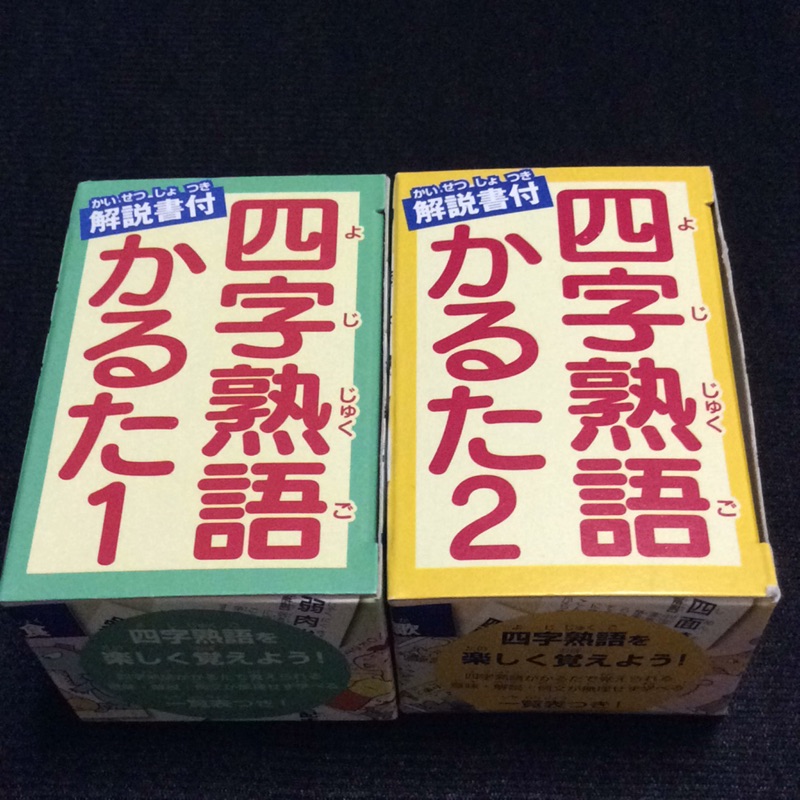 かいせつしょつき
解説書付
四字熟語
よじじゅくご
かるた1
四字熟語を
楽しく覚えよう!
一覧表つき!
かいせつしょつき
解説書付
四字熟語
よじじゅくご
かるた2
四字熟語を
楽しく覚えよう!
一覧表つき!